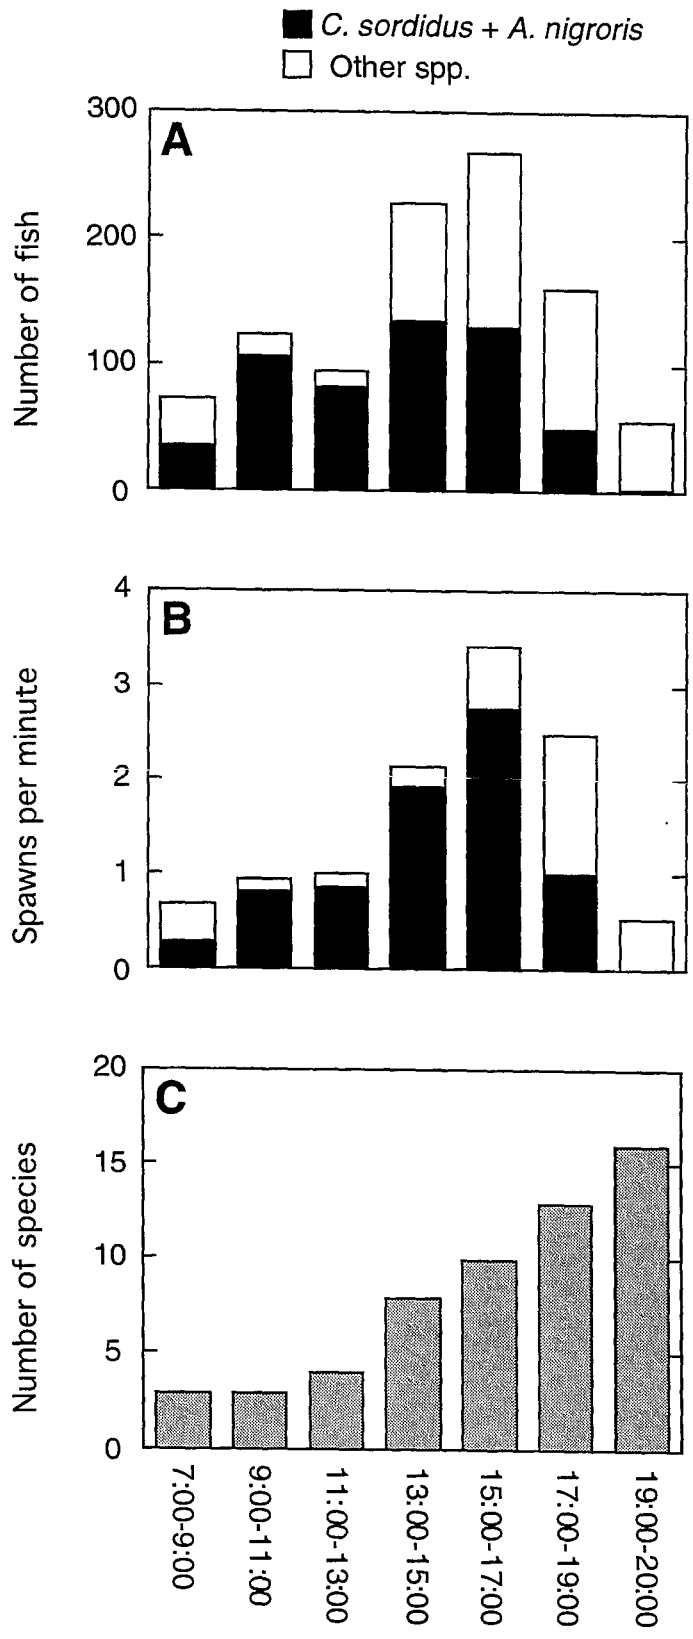 C. sordidus + A. nigroris
Other spp.
A
Number of fish
300
200
100
0
B
Spawns per minute
4
3
2
1
0
C
Number of species
20
15
10
5
0
7:00-9:00
9:00-11:00
11:00-13:00
13:00-15:00
15:00-17:00
17:00-19:00
19:00-20:00